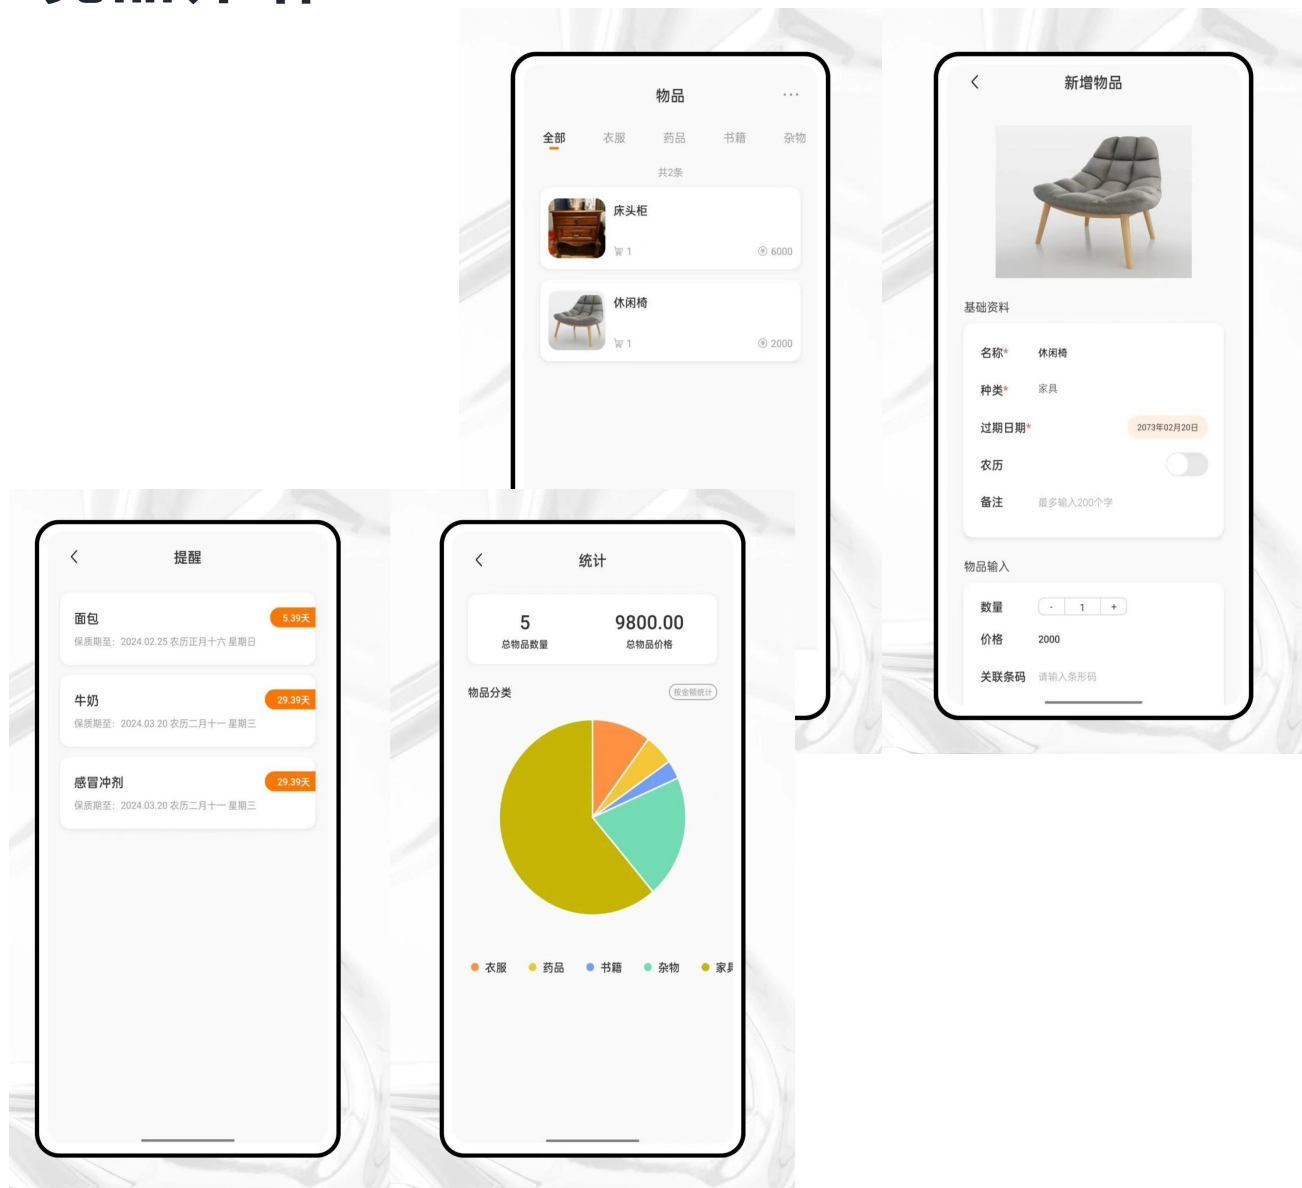 物品
全部 衣服 药品 书籍 杂物
共2条
床头柜
1 6000
休闲椅
1 2000
新增物品
基础资料
名称* 休闲椅
种类* 家具
过期日期* 2073年02月20日
农历
备注 最多输入200个字
物品输入
数量 - 1 +
价格 2000
关联条码 请输入条形码
提醒
面包 5.39天
保质期至: 2024.02.25 农历正月十六 星期日
牛奶 29.39天
保质期至: 2024.03.20 农历二月十一 星期三
感冒冲剂 29.39天
保质期至: 2024.03.20 农历二月十一 星期三
统计
5 9800.00
总物品数量 总物品价格
物品分类 按金额统计
衣服 药品 书籍 杂物 家具